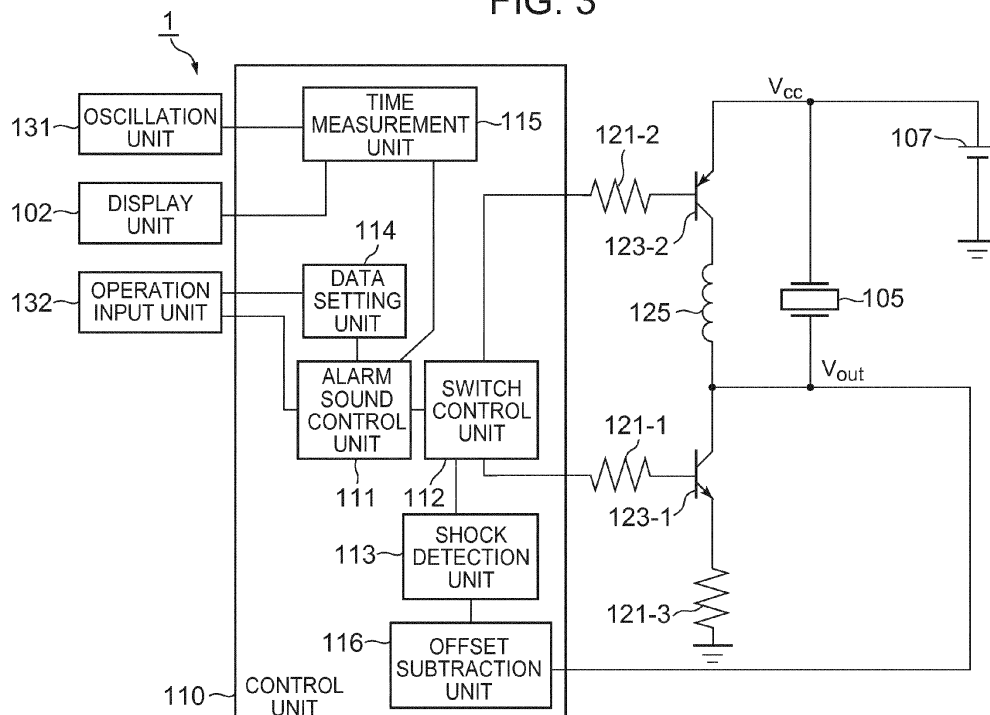 FIG. 3
1
131
OSCILLATION
UNIT
TIME
MEASUREMENT
UNIT
115
102
DISPLAY
UNIT
132
OPERATION
INPUT UNIT
114
DATA
SETTING
UNIT
ALARM
SOUND
CONTROL
UNIT
111
SWITCH
CONTROL
UNIT
112
113
SHOCK
DETECTION
UNIT
116
OFFSET
SUBTRACTION
UNIT
110
CONTROL
UNIT
Vcc
121-2
123-2
107
125
105
Vout
121-1
123-1
121-3